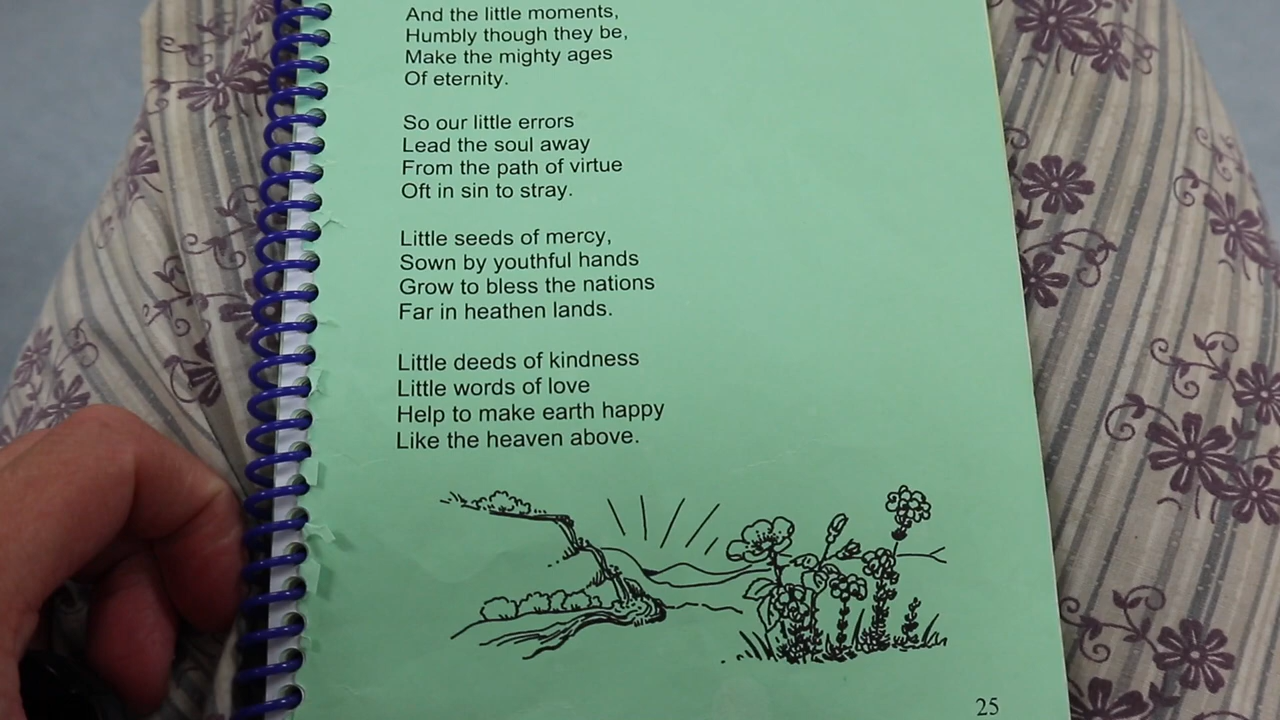 And the little moments,
Humbly though they be,
Make the mighty ages
Of eternity.
So our little errors
Lead the soul away
From the path of virtue
Oft in sin to stray.
Little seeds of mercy,
Sown by youthful hands
Grow to bless the nations
Far in heathen lands.
Little deeds of kindness
Little words of love
Help to make earth happy
Like the heaven above.
25